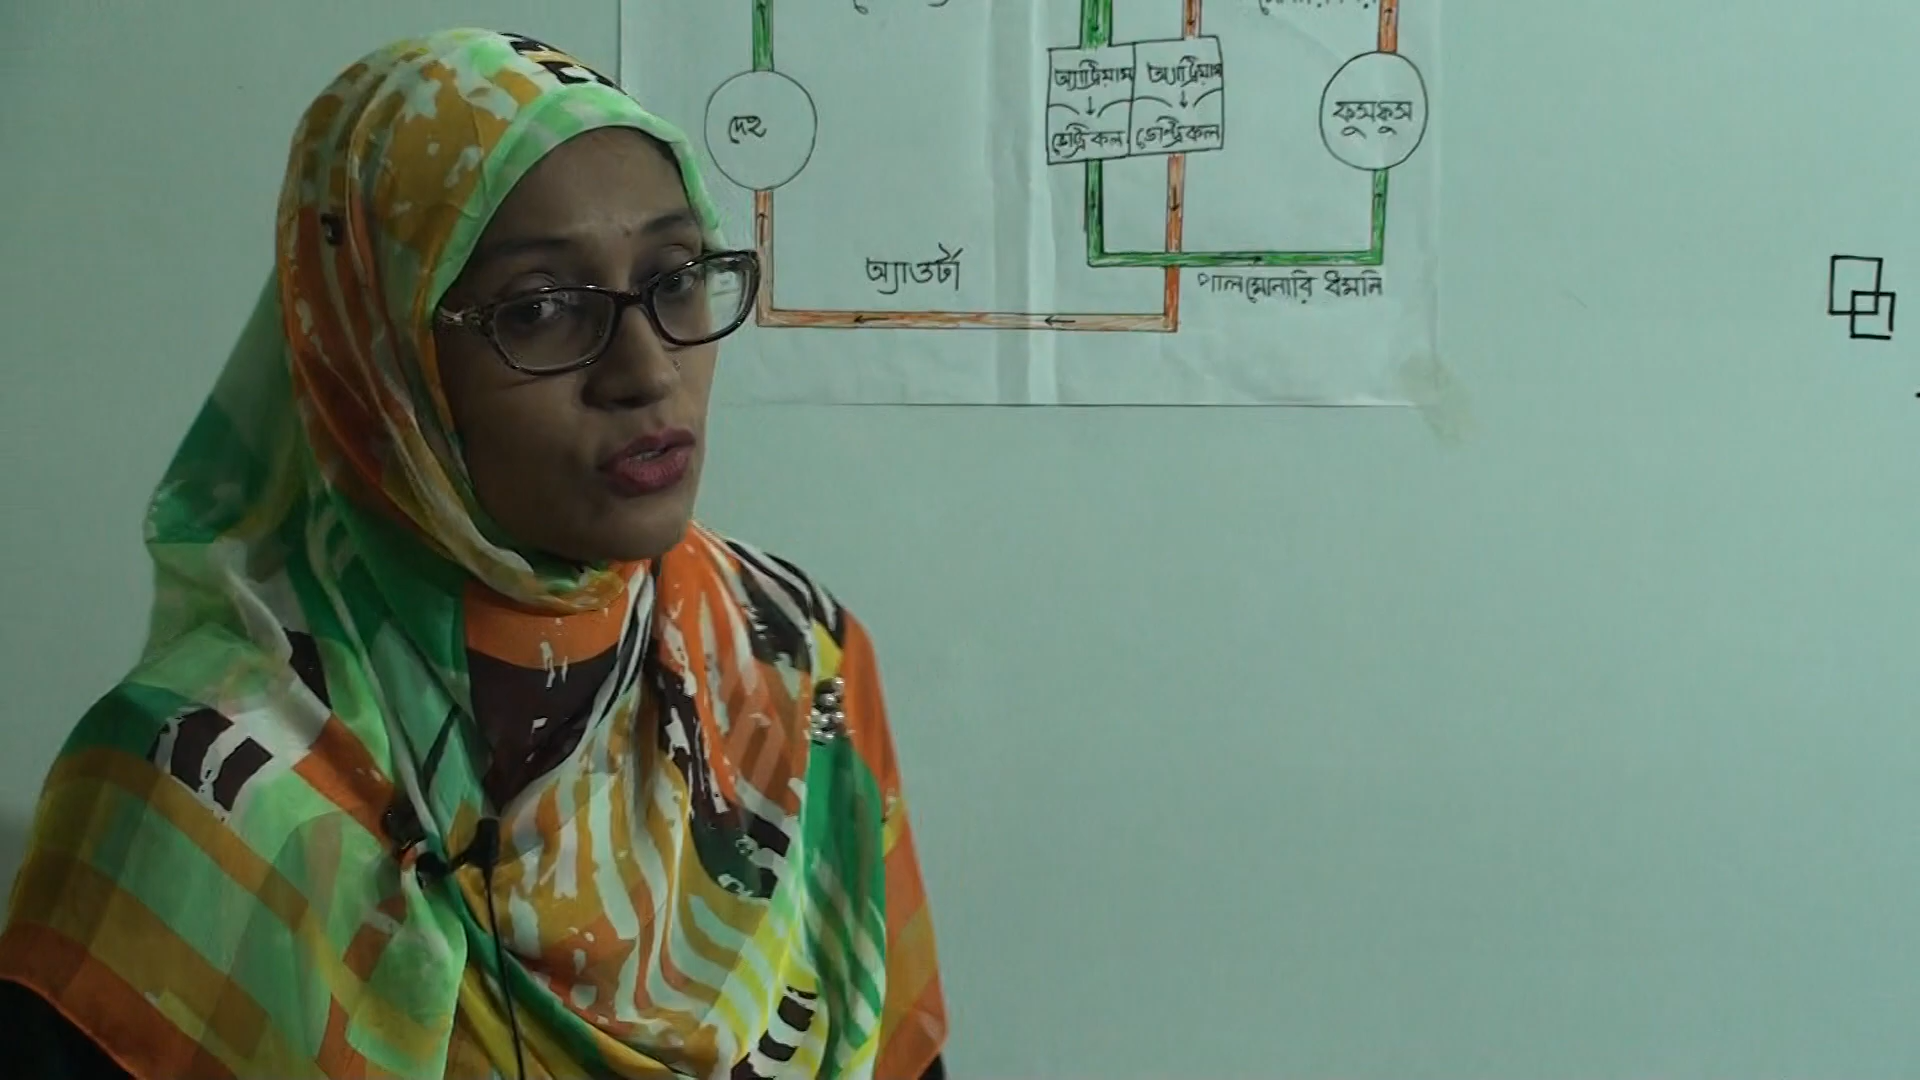 অ্যাট্রিয়াম অ্যাট্রিয়াম
দেহ
ফুসফুস
ভেন্ট্রিকল ভেন্ট্রিকল
অ্যাওর্টা
পালমোনারি ধমনি